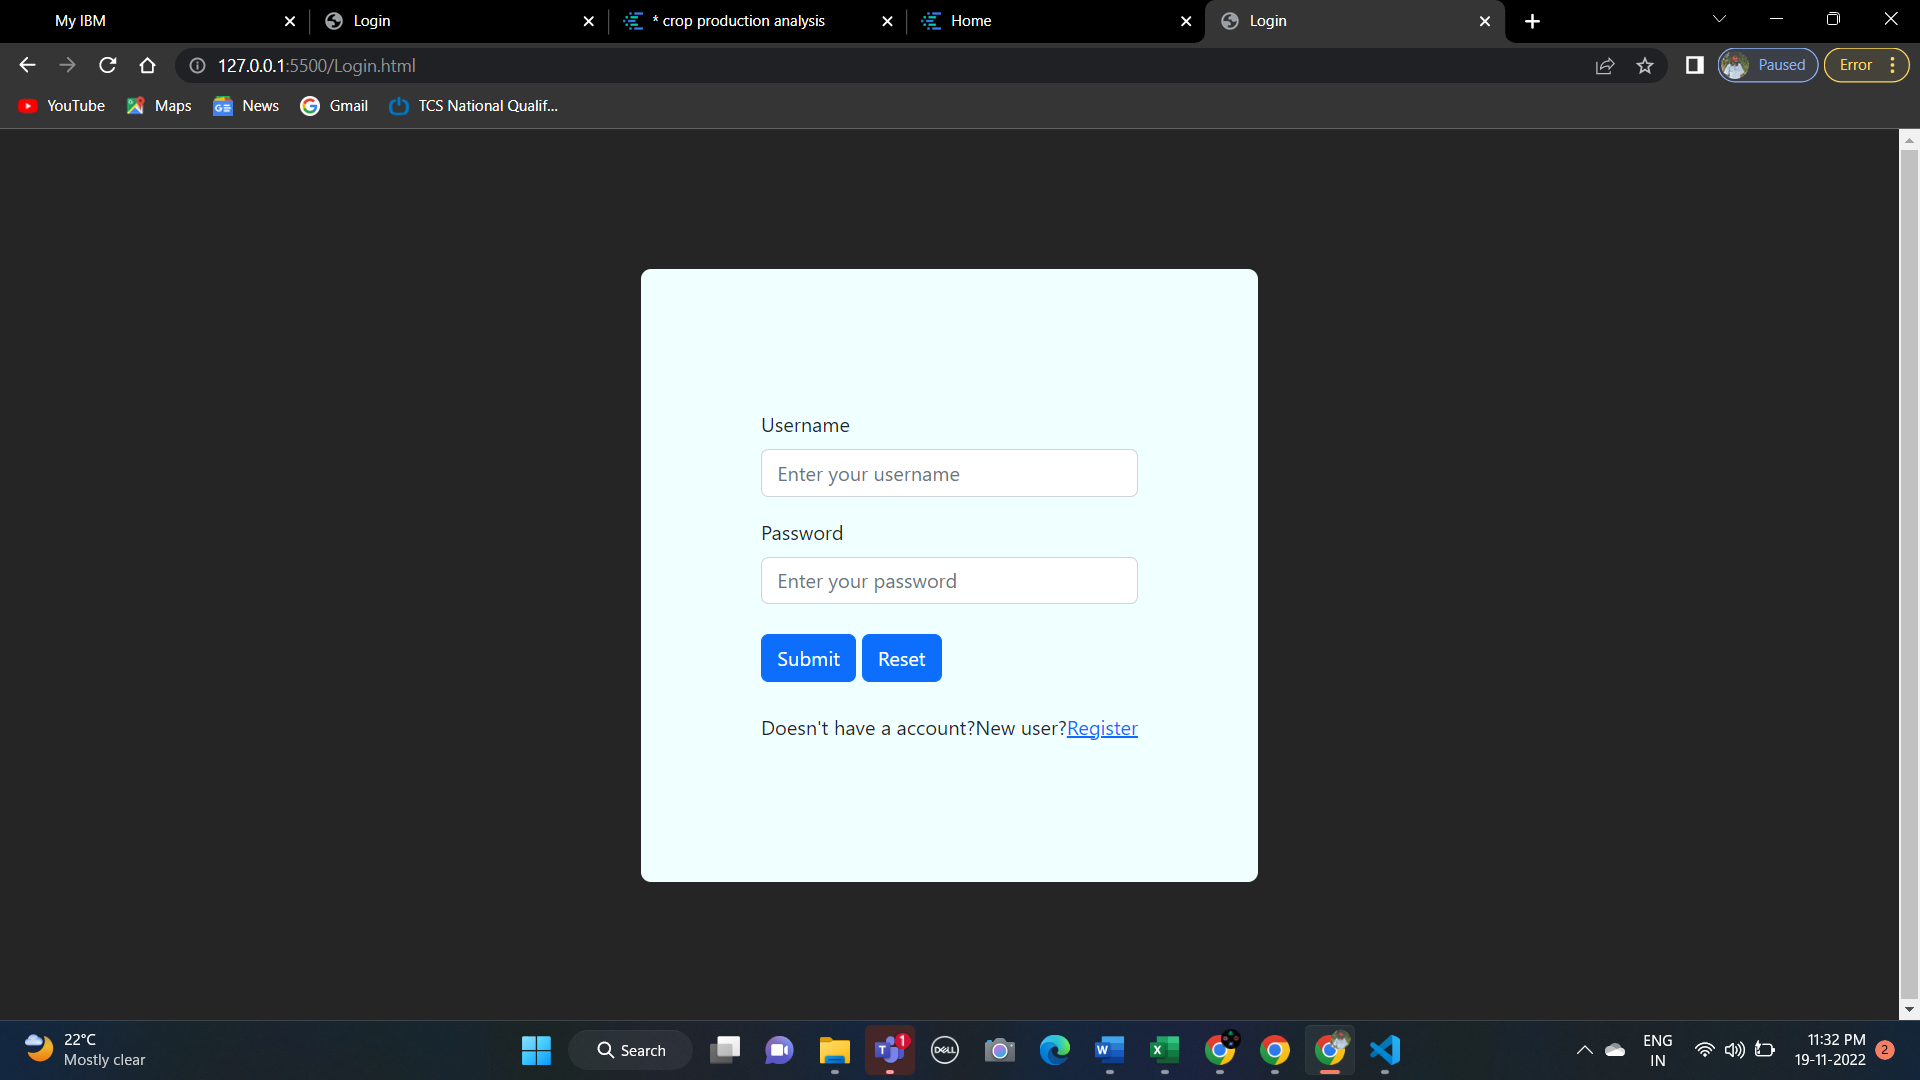 My IBM
Login
* crop production analysis
Home
Login
127.0.0.1:5500/Login.html
Paused
Error
YouTube
Maps
GE
News
Gmail
TCS National Qualif...
Username
Enter your username
Password
Enter your password
Submit
Reset
Doesn't have a account?New user?Register
22°C
Mostly clear
Search
T
1
DELL
W
X
ENG
IN
11:32 PM
19-11-2022
2